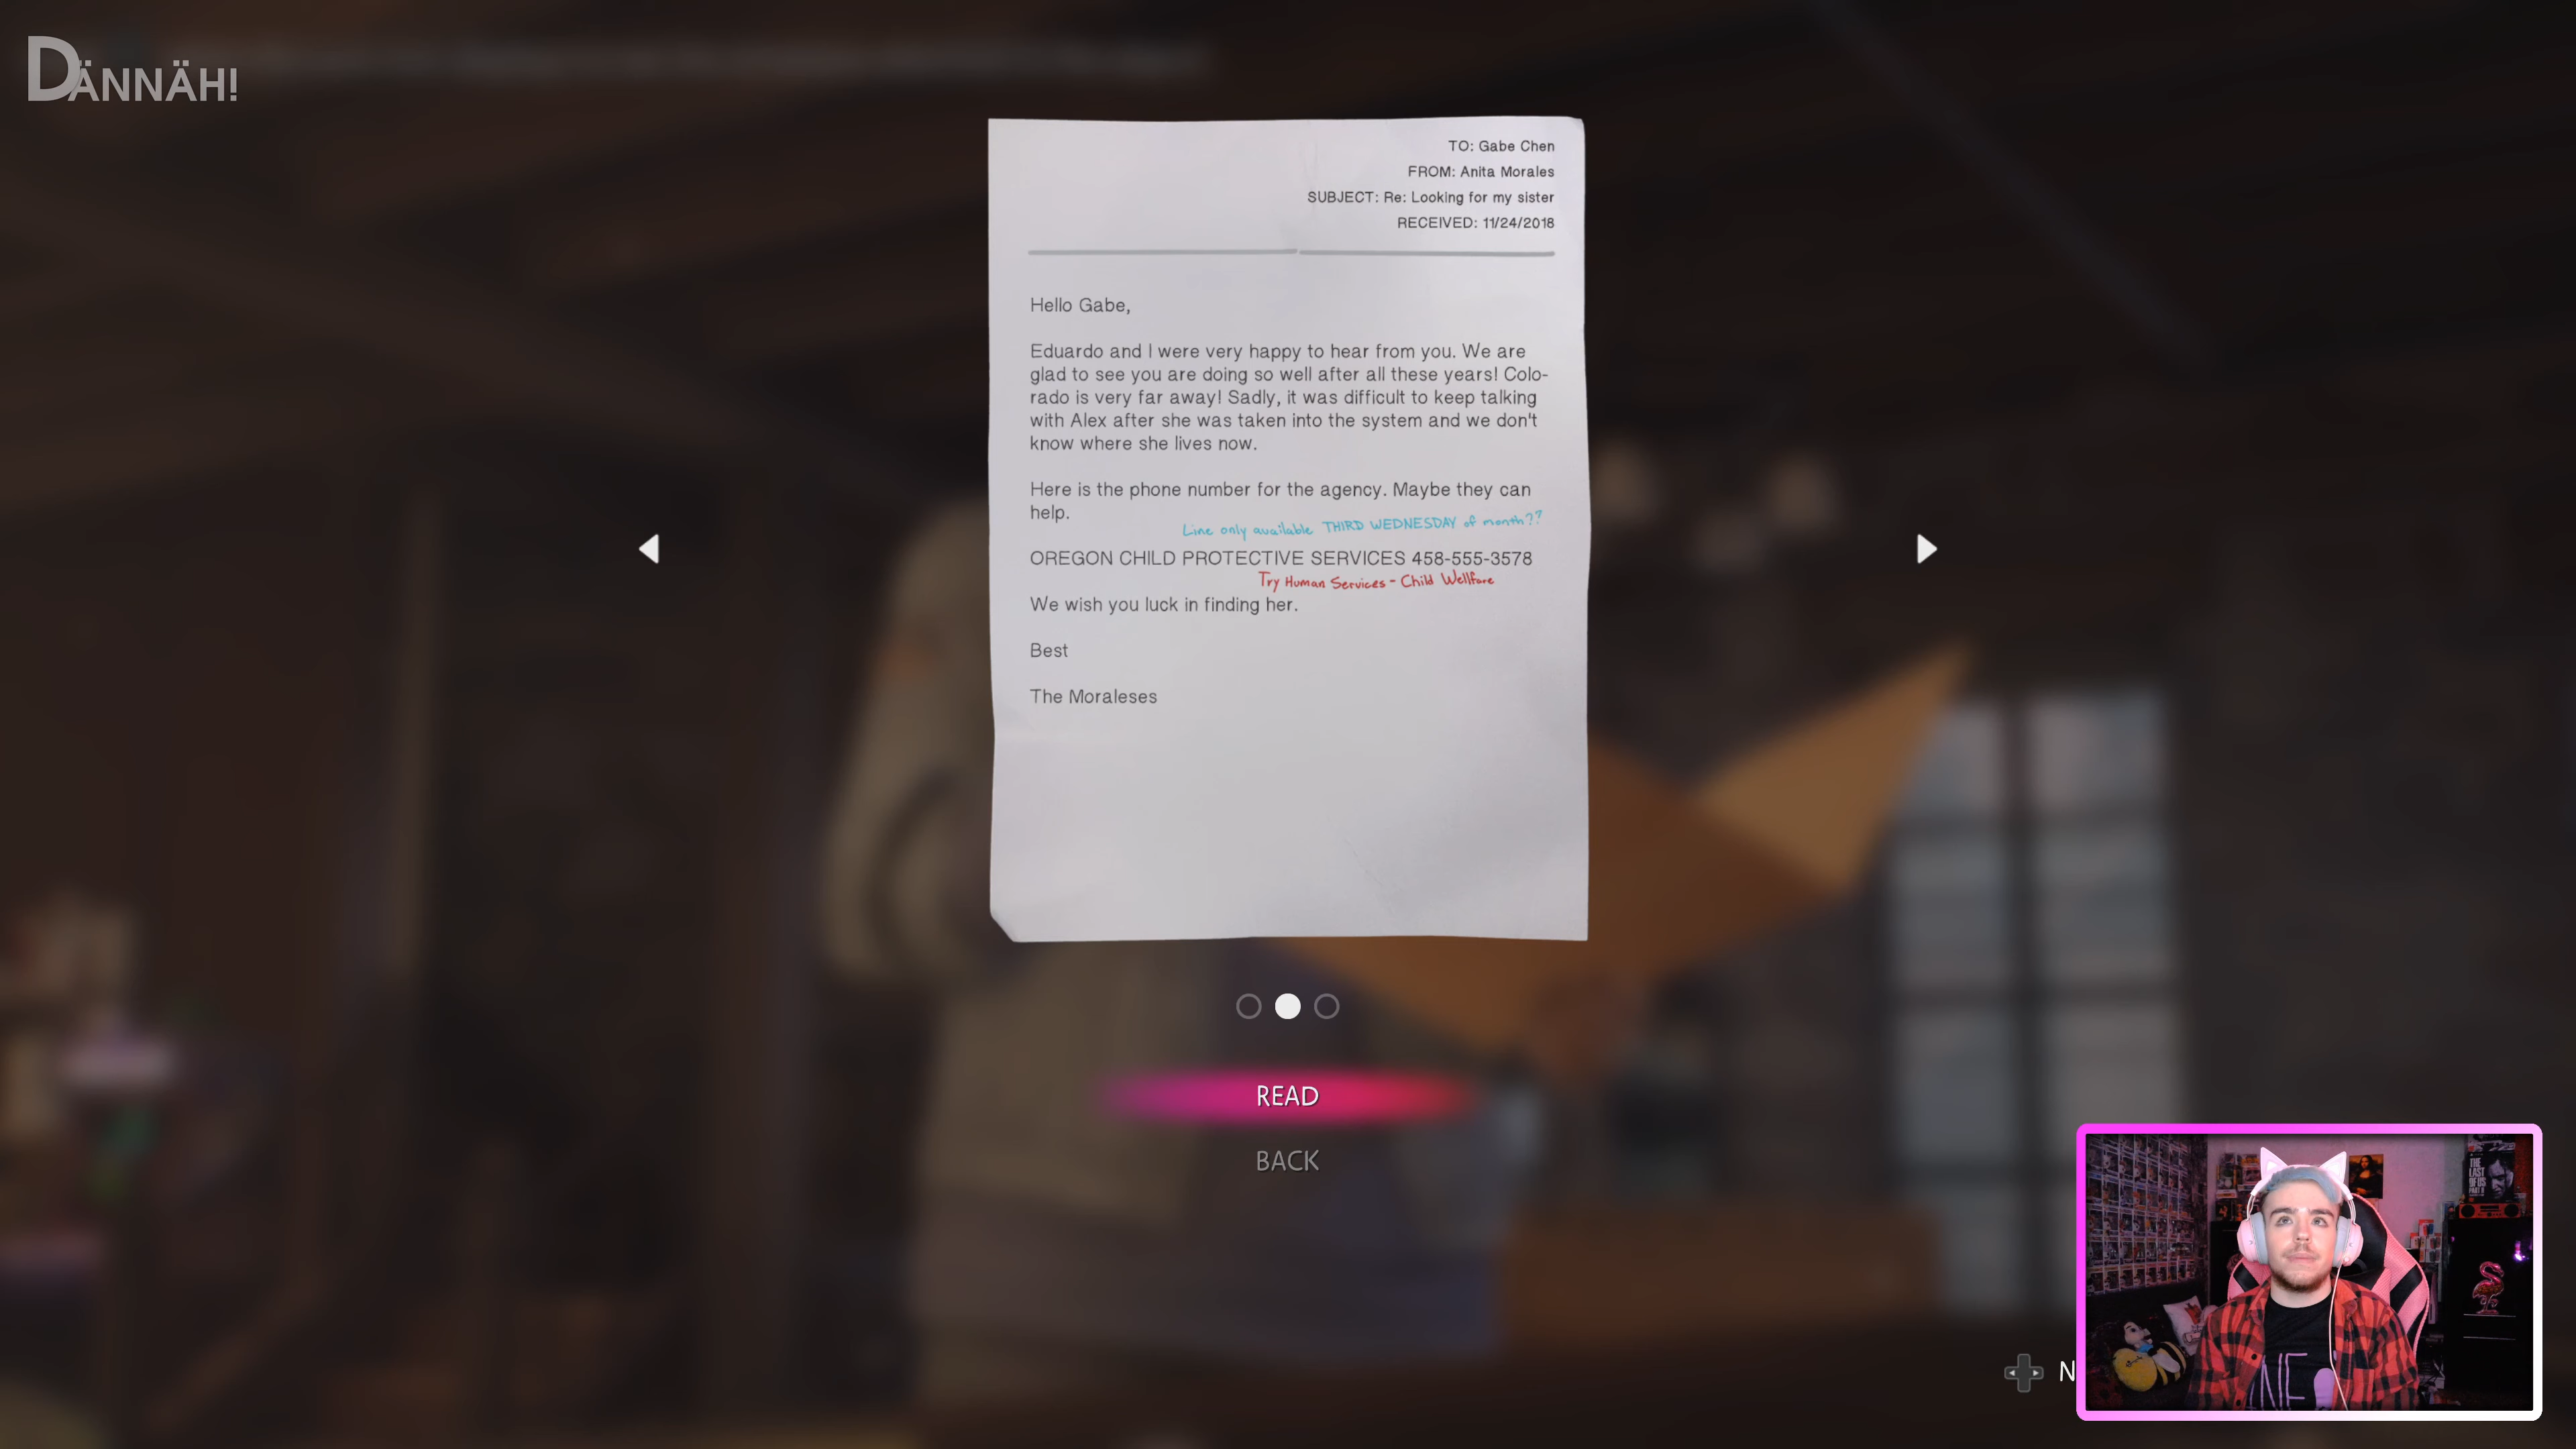 DÄNNÄH!
TO: Gabe Chen
FROM: Anita Morales
SUBJECT: Re: Looking for my sister
RECEIVED: 11/24/2018
Hello Gabe,
Eduardo and I were very happy to hear from you. We are
glad to see you are doing so well after all these years! Colo-
rado is very far away! Sadly, it was difficult to keep talking
with Alex after she was taken into the system and we don't
know where she lives now.
Here is the phone number for the agency. Maybe they can
help.
Line only available THIRD WEDNESDAY of month??
OREGON CHILD PROTECTIVE SERVICES 458-555-3578
Try Human Services - Child Wellfare
We wish you luck in finding her.
Best
The Moraleses
READ
BACK
N
THE LAST OF US PART II